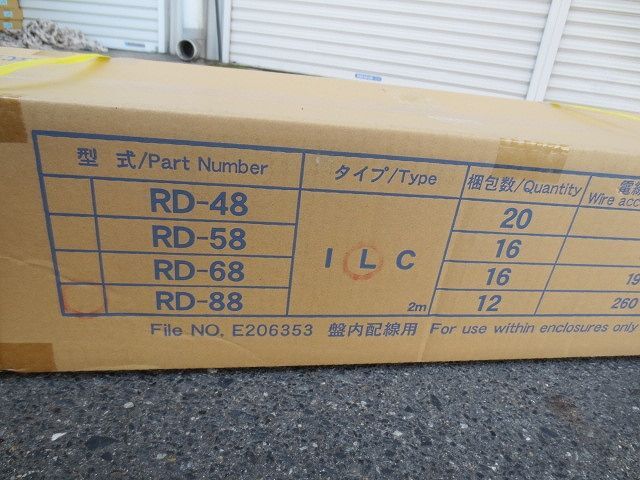 型 式/Part Number タイプ/Type 梱包数/Quantity 電線
Wire acc
RD-48 20
RD-58 16
RD-68 I L C 16 19
RD-88 2m 12 260
File NO. E206353 盤内配線用 For use within enclosures only